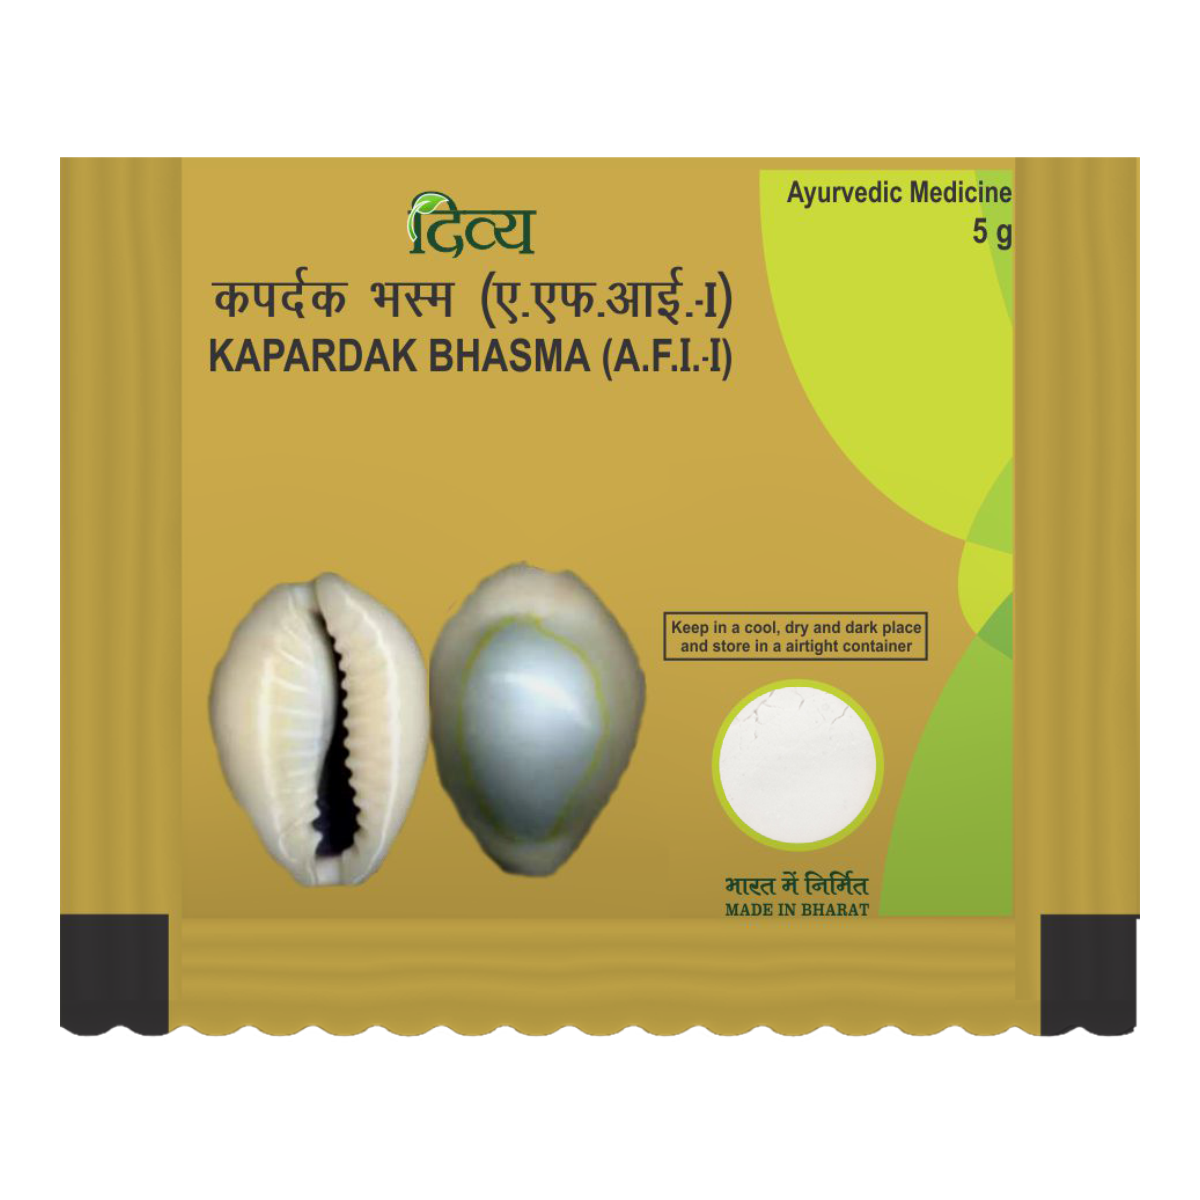 दिव्य
Ayurvedic Medicine
5 g
कपर्दक भस्म (ए.एफ.आई.-I)
KAPARDAK BHASMA (A.F.I.-I)
Keep in a cool, dry and dark place
and store in a airtight container
भारत में निर्मित
MADE IN BHARAT